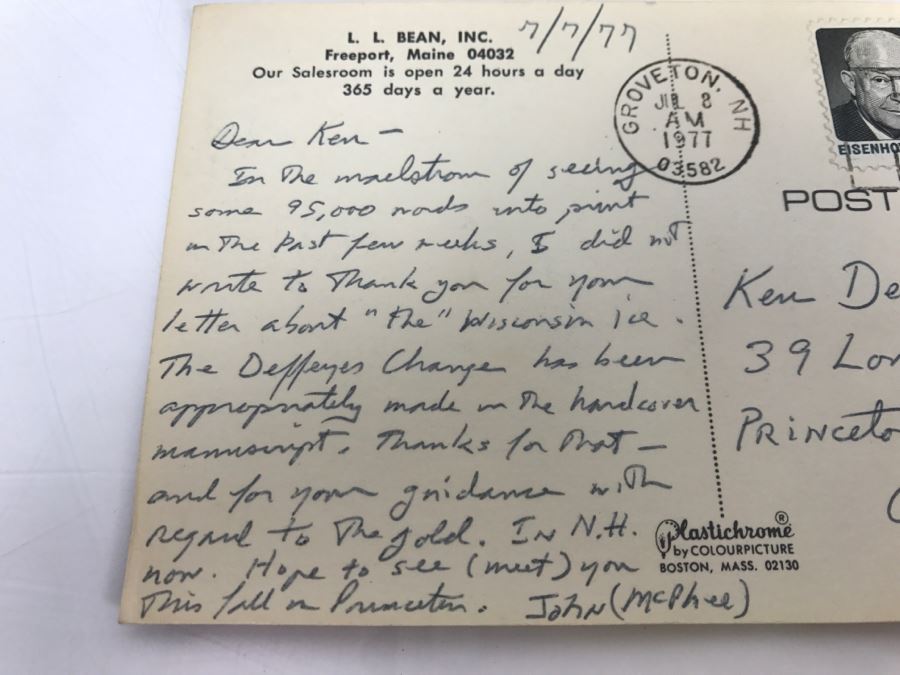 L. L. BEAN, INC.
Freeport, Maine 04032
Our Salesroom is open 24 hours a day
365 days a year.
7/7/77
GROVETON, NH
JUL 8
AM
1977
03582
EISENHO
POST
Dear Ken —
In the maelstrom of seeing
some 95,000 words into print
in the past few weeks, I did not
write to thank you for your
letter about "the" Wisconsin ice.
The Deffeyes Change has been
appropriately made in the hardcover
manuscript. Thanks for that —
and for your guidance with
regard to the gold. In N.H.
now. Hope to see (meet) you
this fall in Princeton. John (McPhee)
Ken De
39 Lon
Princeto
Plastichrome®
by COLOURPICTURE
BOSTON, MASS. 02130